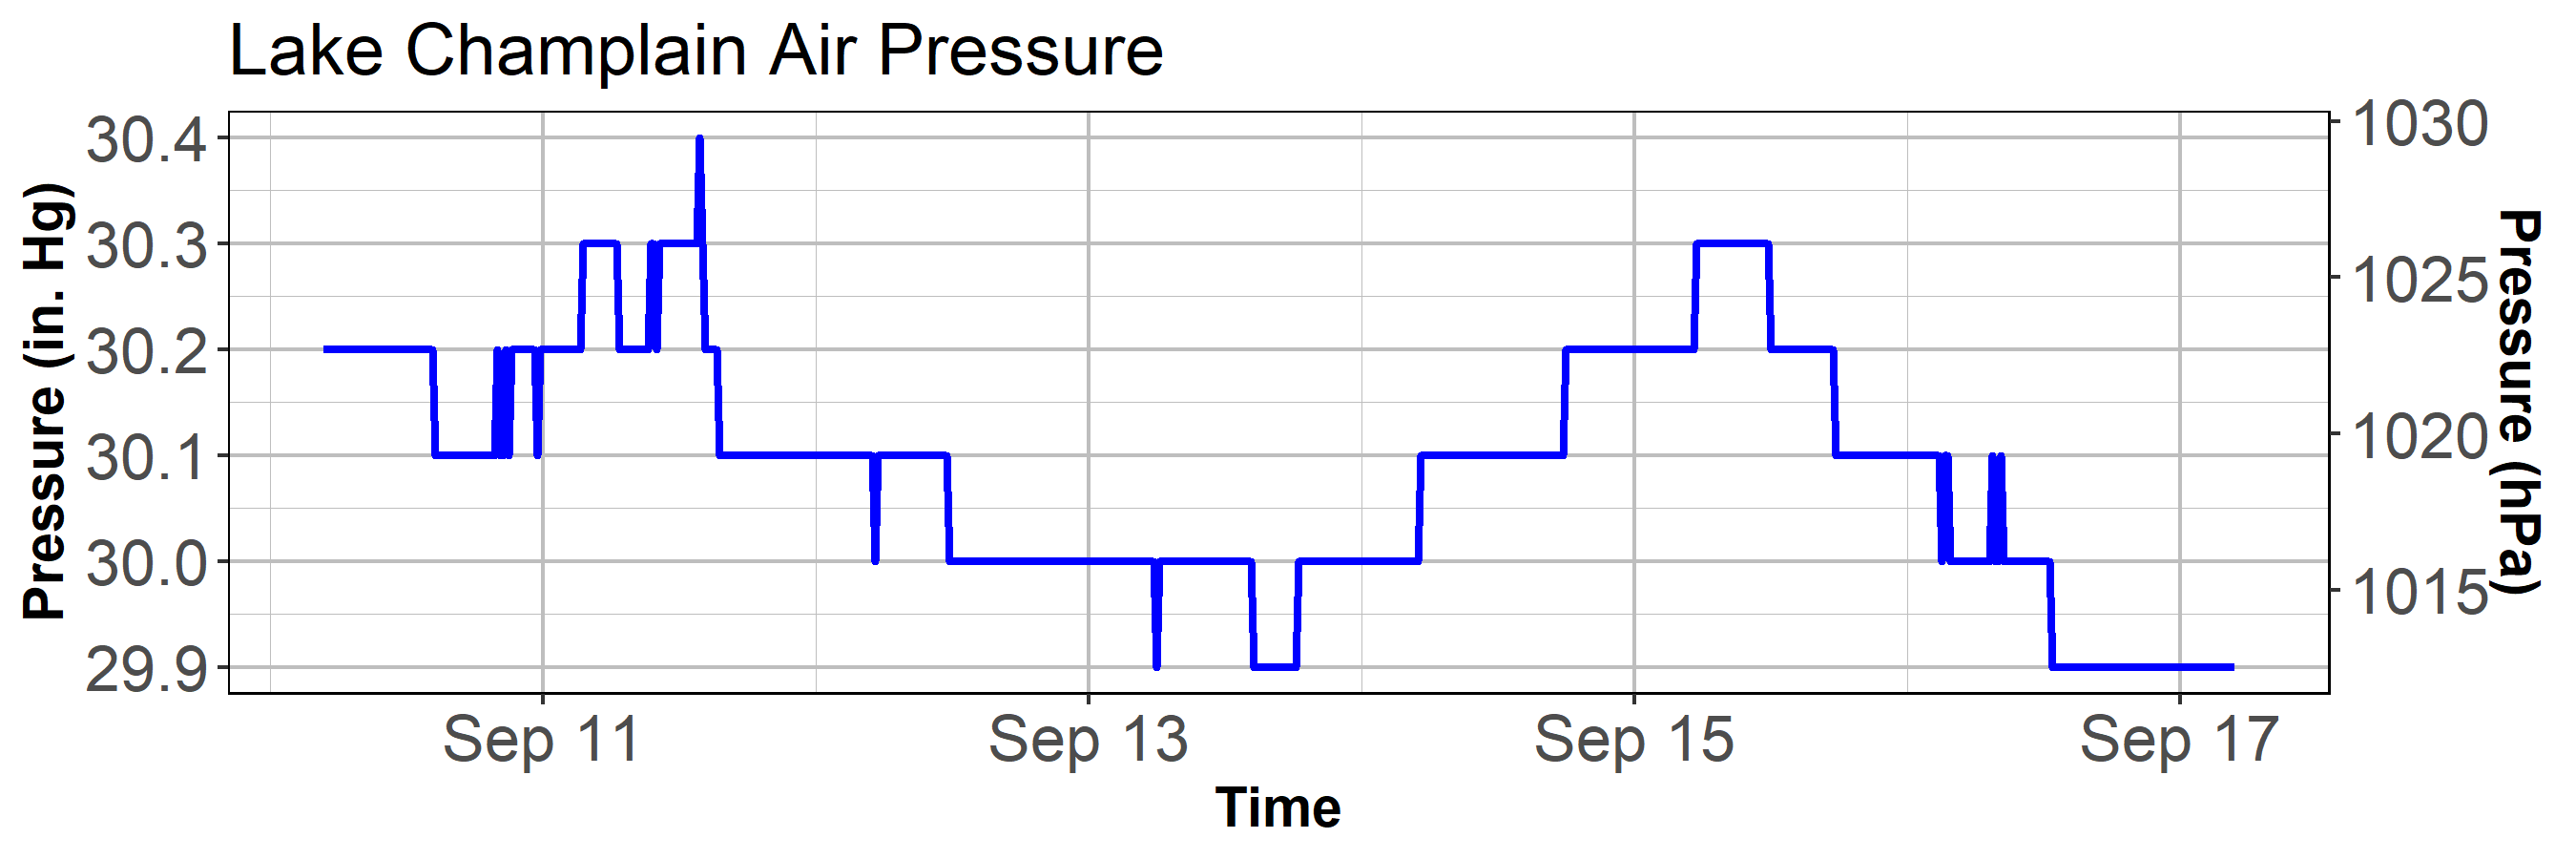 Lake Champlain Air Pressure
30.4
30.3
30.2
30.1
30.0
29.9
Pressure (in. Hg)
1030
1025
1020
1015
Pressure (hPa)
Sep 11 Sep 13 Sep 15 Sep 17
Time